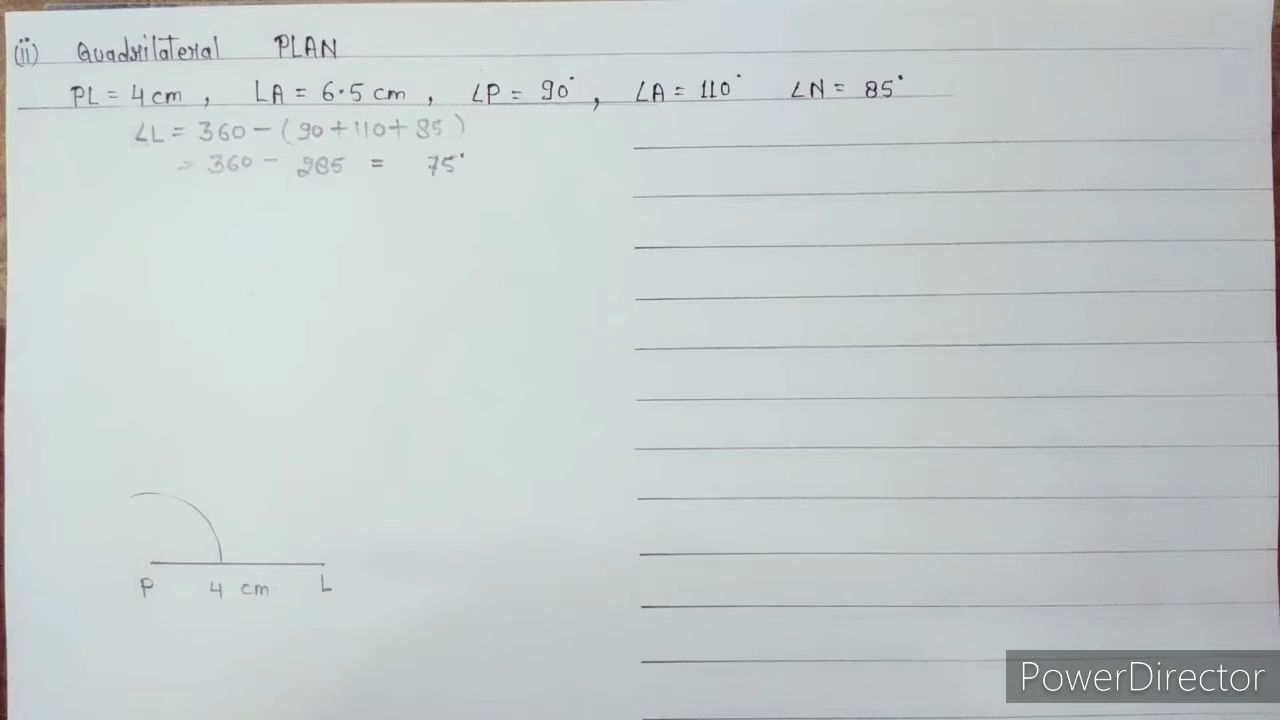 (ii) Quadrilateral PLAN
PL = 4 cm , LA = 6.5 cm , ∠P = 90° , ∠A = 110° ∠N = 85°
∠L = 360 - (90 + 110 + 85)
= 360 - 285 = 75°
P 4 cm L
PowerDirector